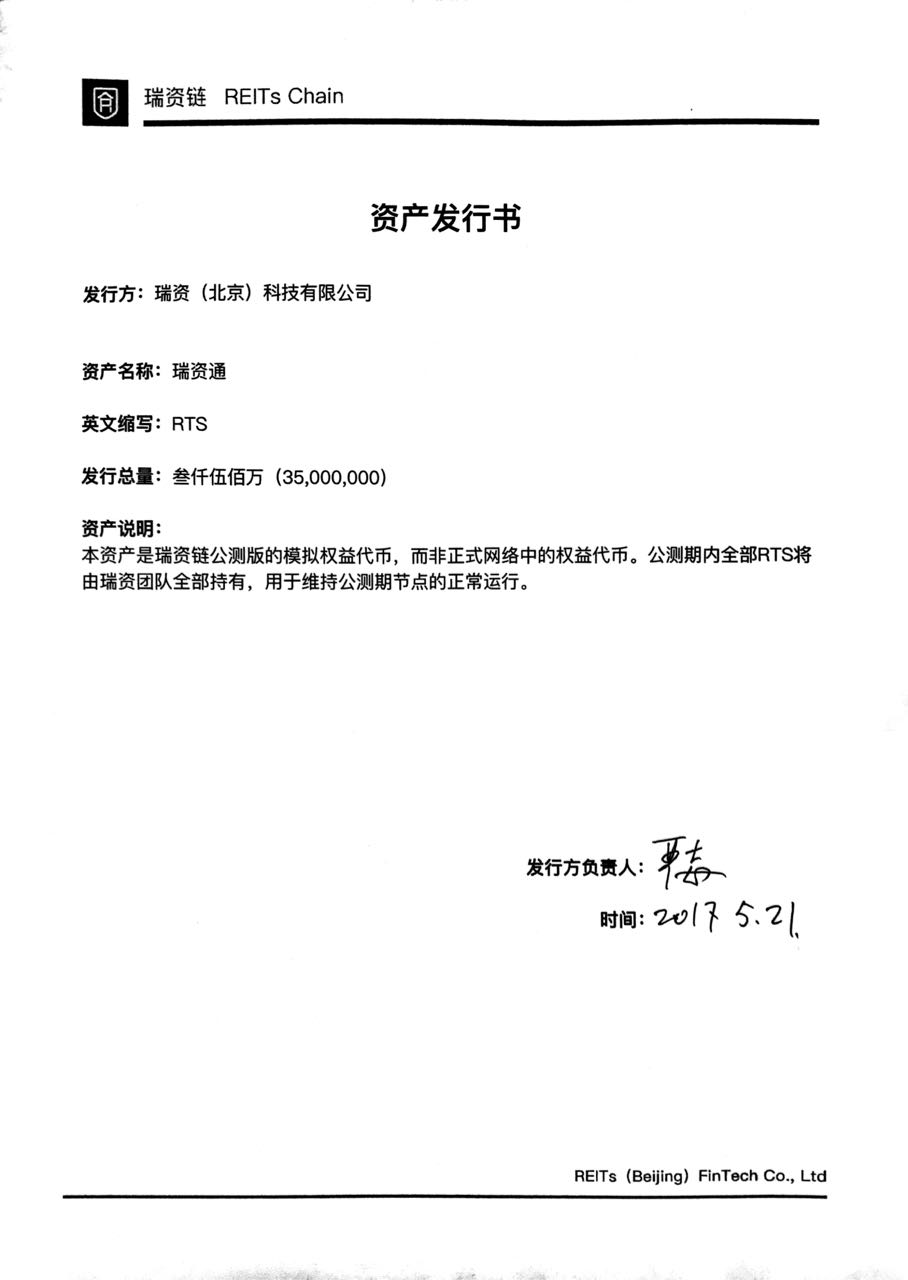 瑞资链 REITs Chain
资产发行书
发行方：瑞资（北京）科技有限公司
资产名称：瑞资通
英文缩写：RTS
发行总量：叁仟伍佰万（35,000,000）
资产说明：
本资产是瑞资链公测版的模拟权益代币，而非正式网络中的权益代币。公测期内全部RTS将
由瑞资团队全部持有，用于维持公测期节点的正常运行。
发行方负责人：
时间：2017 5.21
REITs（Beijing）FinTech Co., Ltd